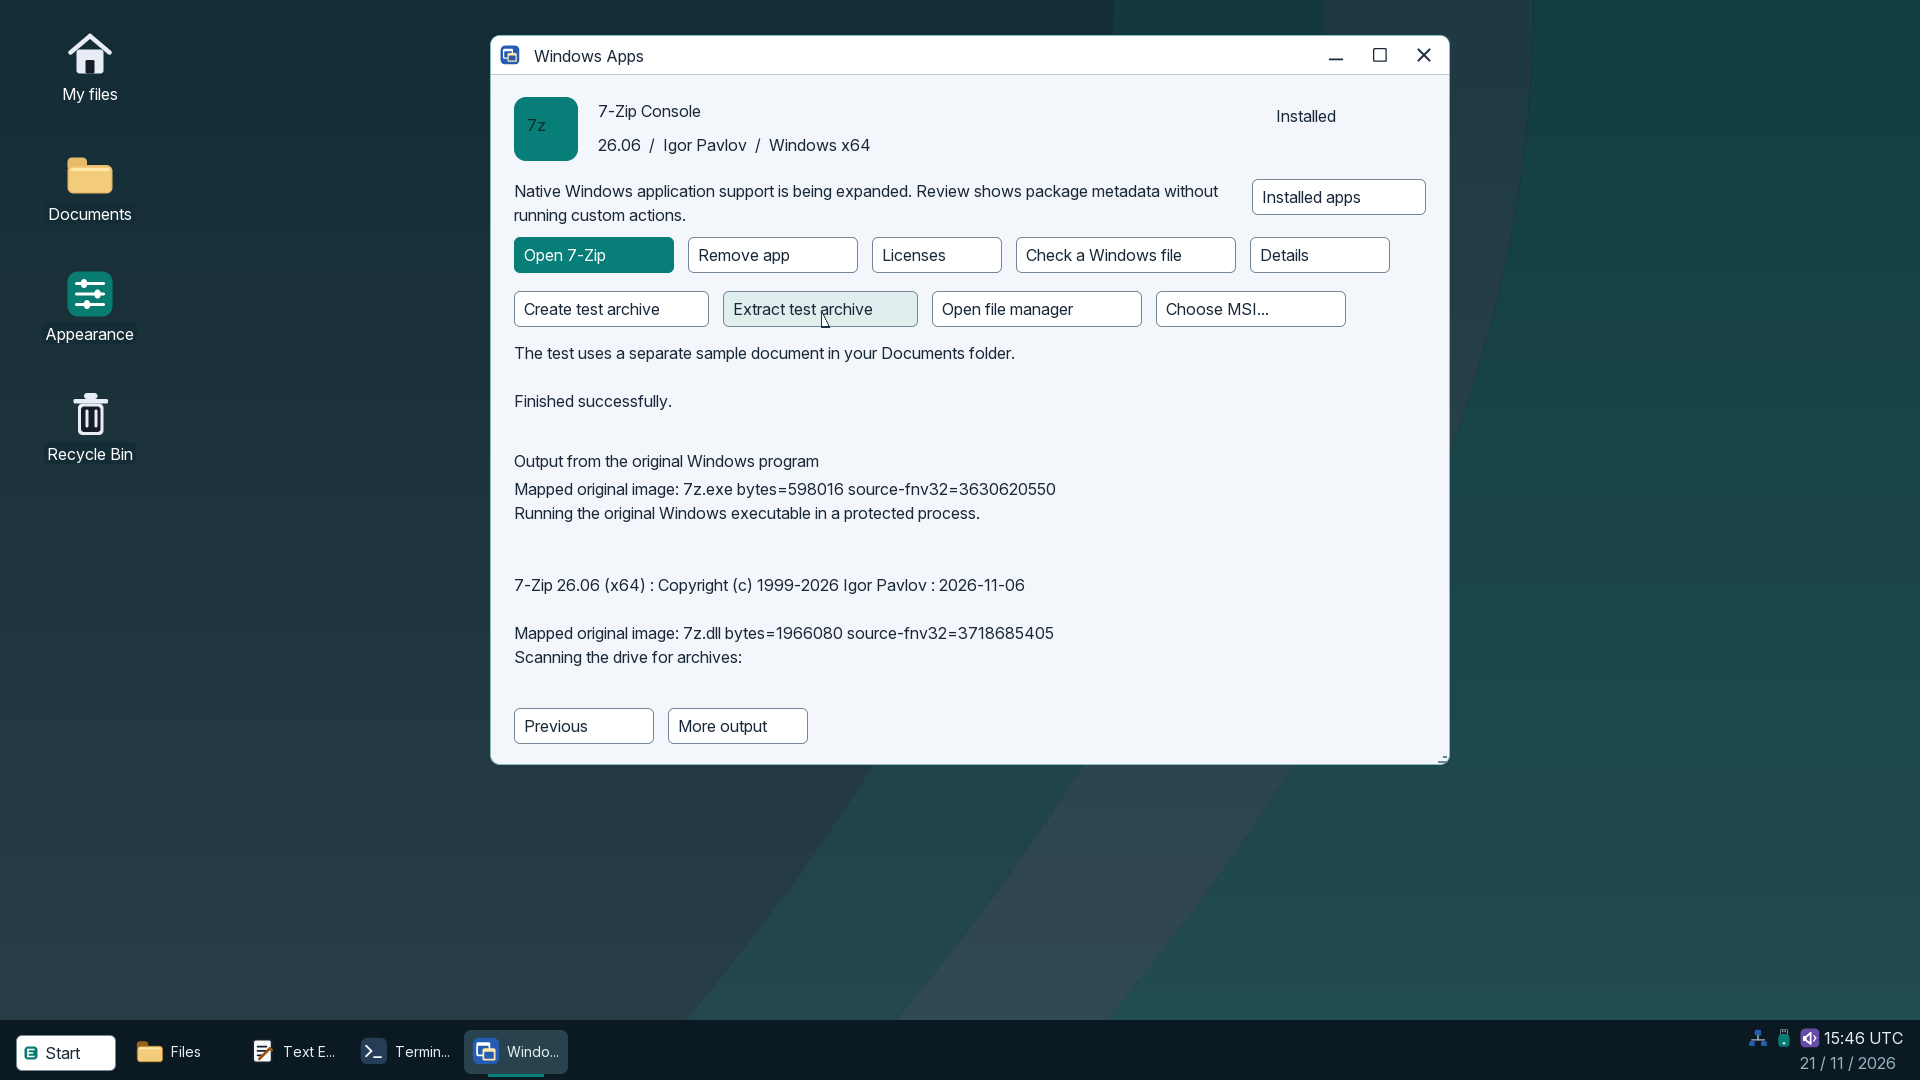 My files
Documents
Appearance
Recycle Bin
Windows Apps
7z
7-Zip Console
26.06 / Igor Pavlov / Windows x64
Installed
Native Windows application support is being expanded. Review shows package metadata without
running custom actions.
Installed apps
Open 7-Zip
Remove app
Licenses
Check a Windows file
Details
Create test archive
Extract test archive
Open file manager
Choose MSI...
The test uses a separate sample document in your Documents folder.
Finished successfully.
Output from the original Windows program
Mapped original image: 7z.exe bytes=598016 source-fnv32=3630620550
Running the original Windows executable in a protected process.
7-Zip 26.06 (x64) : Copyright (c) 1999-2026 Igor Pavlov : 2026-11-06
Mapped original image: 7z.dll bytes=1966080 source-fnv32=3718685405
Scanning the drive for archives:
Previous
More output
E Start
Files
Text E...
Termin...
Windo...
15:46 UTC
21 / 11 / 2026